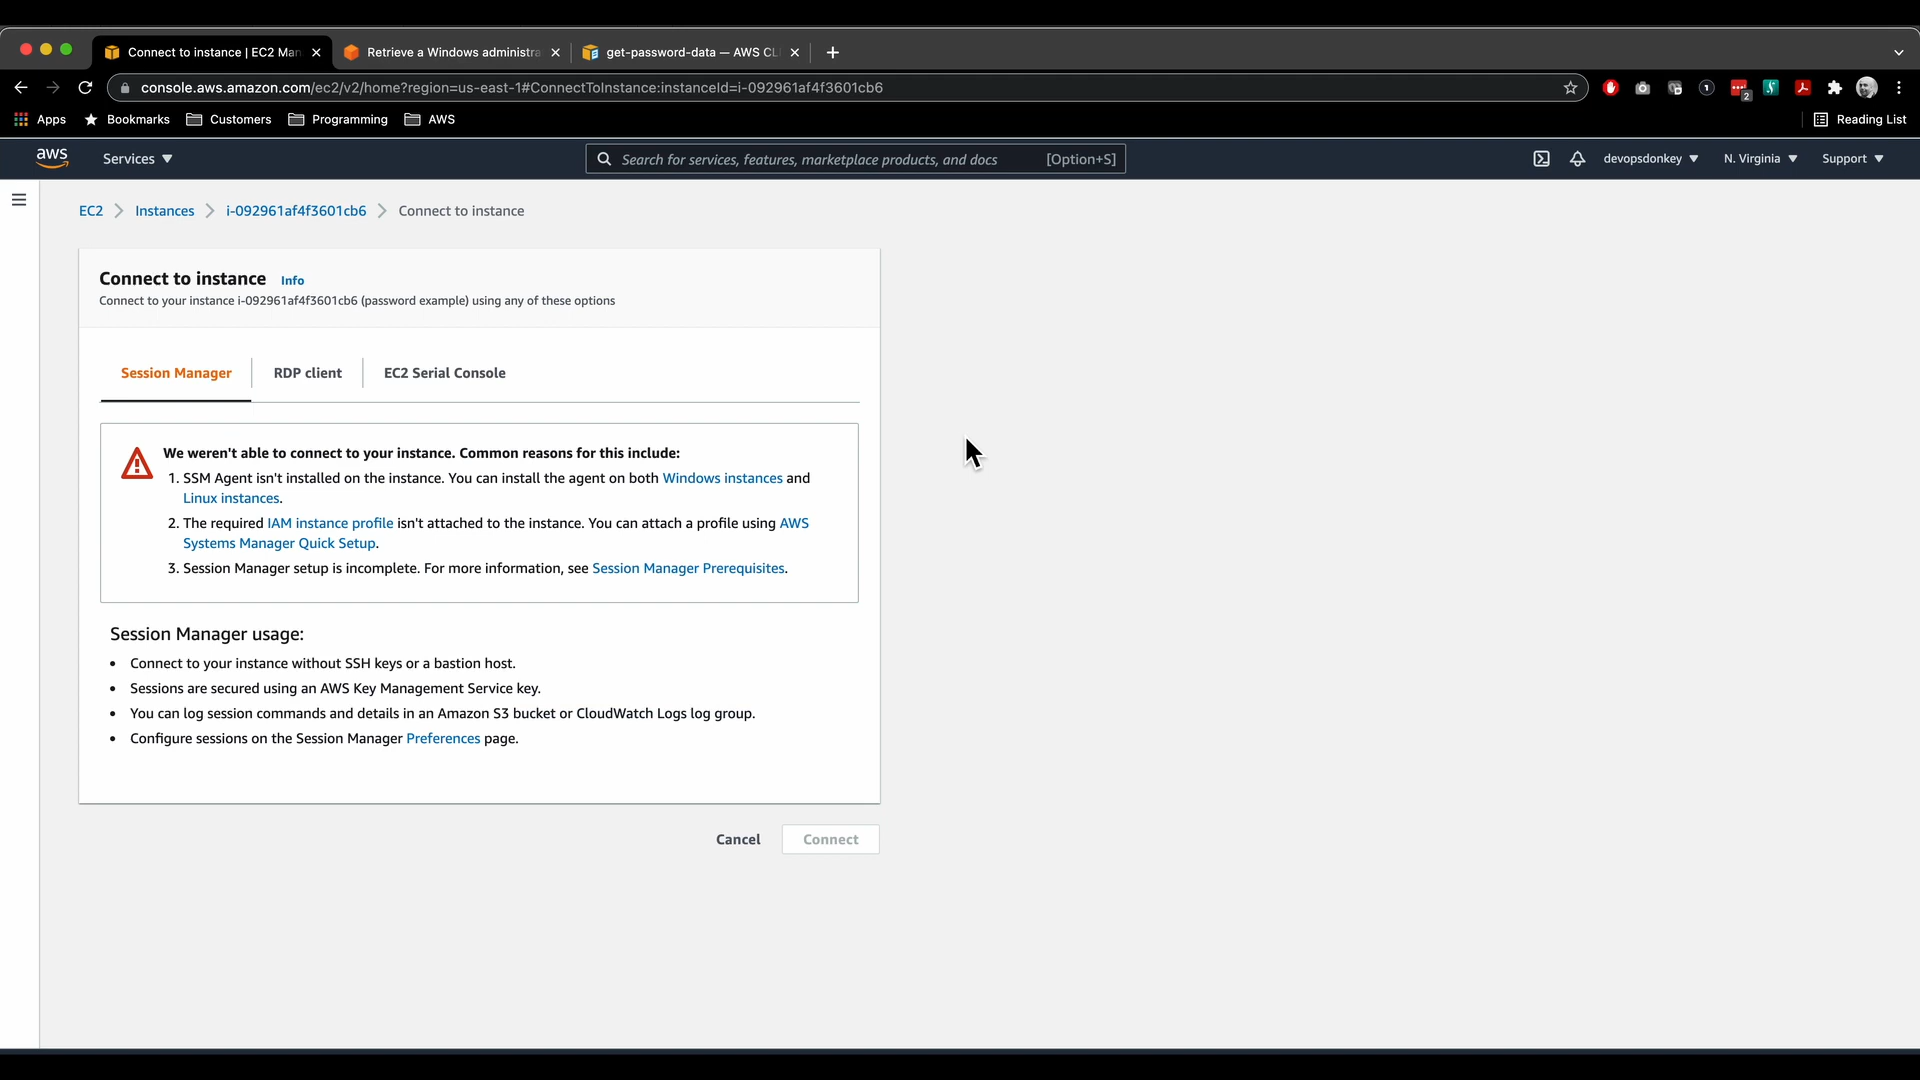 Connect to instance | EC2 Man
Retrieve a Windows administra
get-password-data — AWS CL
console.aws.amazon.com/ec2/v2/home?region=us-east-1#ConnectToInstance:instanceId=i-092961af4f3601cb6
2
Apps
Bookmarks
Customers
Programming
AWS
Reading List
aws
Services
Search for services, features, marketplace products, and docs
[Option+S]
devopsdonkey
N. Virginia
Support
EC2
Instances
i-092961af4f3601cb6
Connect to instance
Connect to instance Info
Connect to your instance i-092961af4f3601cb6 (password example) using any of these options
Session Manager
RDP client
EC2 Serial Console
We weren't able to connect to your instance. Common reasons for this include:
1. SSM Agent isn't installed on the instance. You can install the agent on both Windows instances and
Linux instances.
2. The required IAM instance profile isn't attached to the instance. You can attach a profile using AWS
Systems Manager Quick Setup.
3. Session Manager setup is incomplete. For more information, see Session Manager Prerequisites.
Session Manager usage:
• Connect to your instance without SSH keys or a bastion host.
• Sessions are secured using an AWS Key Management Service key.
• You can log session commands and details in an Amazon S3 bucket or CloudWatch Logs log group.
• Configure sessions on the Session Manager Preferences page.
Cancel
Connect